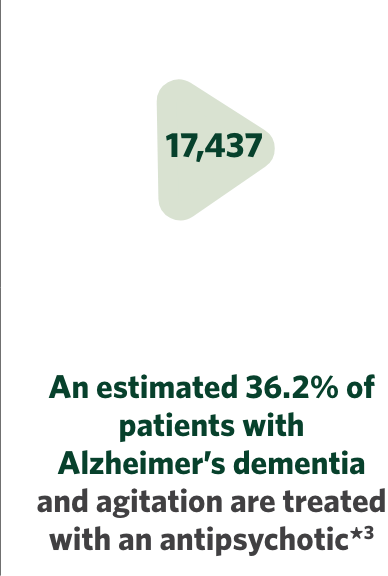 17,437
An estimated 36.2% of
patients with
Alzheimer's dementia
and agitation are treated
with an antipsychotic★3